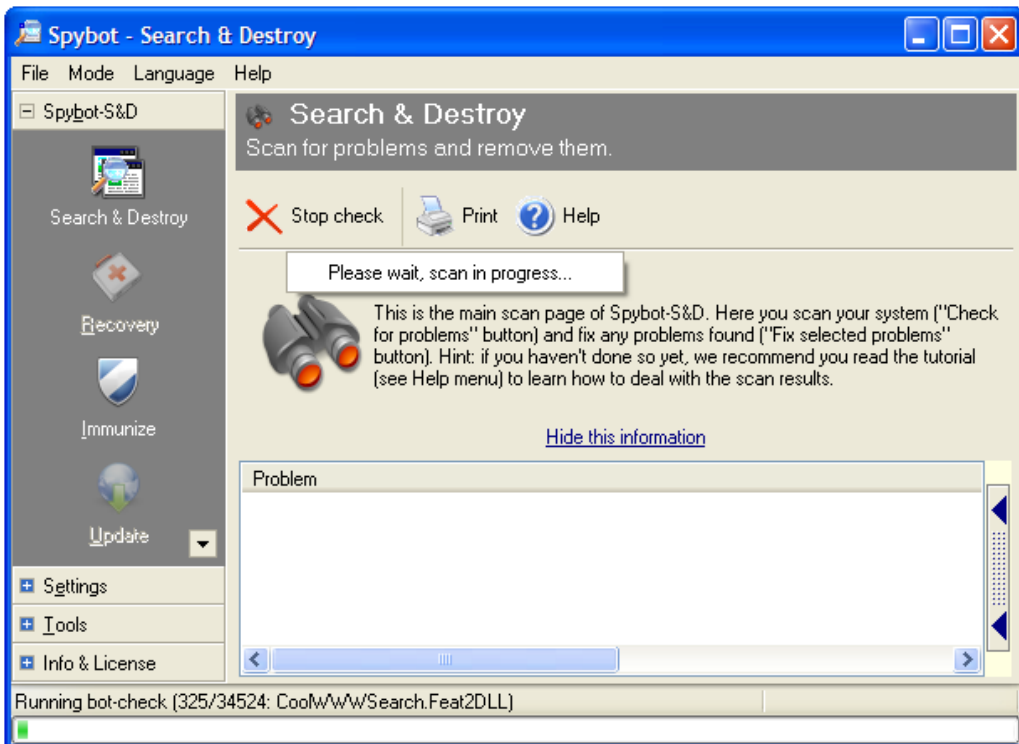 Spybot - Search & Destroy
File Mode Language Help
Spybot-S&D
Search & Destroy
Recovery
Immunize
Update
Settings
Tools
Info & License
Search & Destroy
Scan for problems and remove them.
Stop check Print Help
Please wait, scan in progress...
This is the main scan page of Spybot-S&D. Here you scan your system ("Check
for problems" button) and fix any problems found ("Fix selected problems"
button). Hint: if you haven't done so yet, we recommend you read the tutorial
(see Help menu) to learn how to deal with the scan results.
Hide this information
Problem
Running bot-check (325/34524: CoolWWWSearch.Feat2DLL)